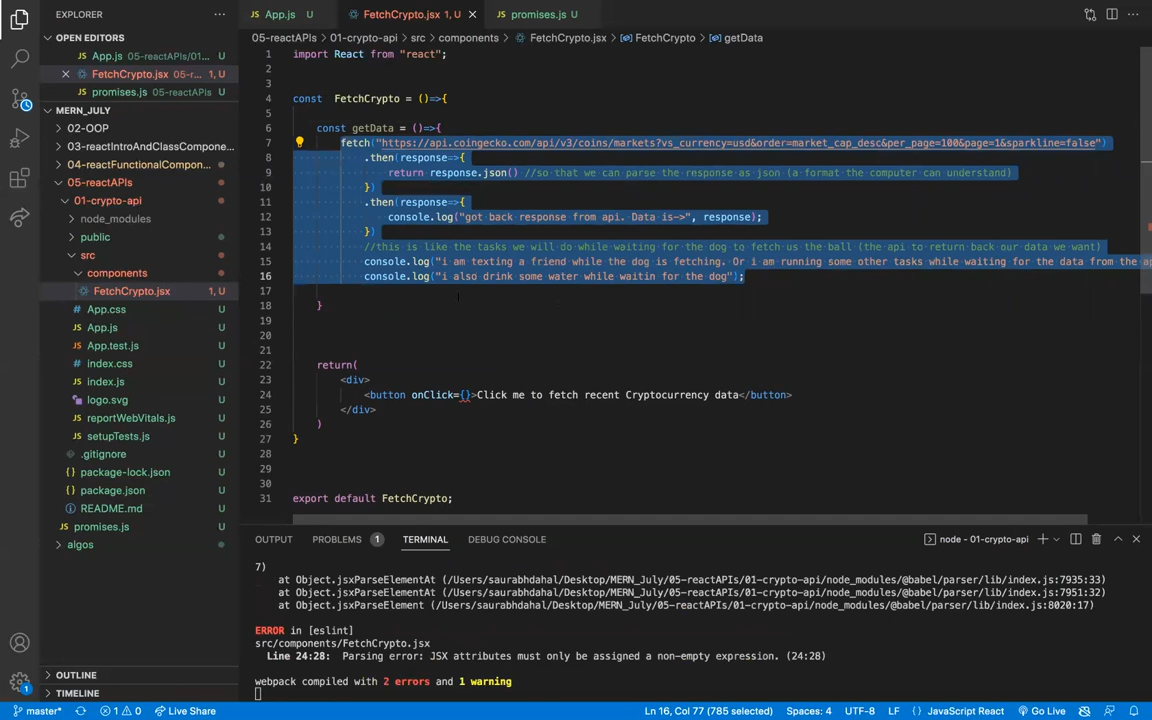 EXPLORER
App.js U
FetchCrypto.jsx 1, U
promises.js U
OPEN EDITORS
App.js 05-reactAPIs/01... U
FetchCrypto.jsx 05-r... 1, U
promises.js 05-reactAPIs U
MERN_JULY
02-OOP
03-reactIntroAndClassCompone...
04-reactFunctionalCompon...
05-reactAPIs
01-crypto-api
node_modules
public
src
components
FetchCrypto.jsx 1, U
App.css U
App.js U
App.test.js U
index.css U
index.js U
logo.svg U
reportWebVitals.js U
setupTests.js U
.gitignore U
package-lock.json U
package.json U
README.md U
promises.js U
algos
OUTLINE
TIMELINE
05-reactAPIs > 01-crypto-api > src > components > FetchCrypto.jsx > FetchCrypto > getData
1 import React from "react";
2
3
4 const FetchCrypto = ()=>{
5
6 const getData = ()=>{
7 fetch("https://api.coingecko.com/api/v3/coins/markets?vs_currency=usd&order=market_cap_desc&per_page=100&page=1&sparkline=false")
8 .then(response=>{
9 return response.json() //so that we can parse the response as json (a format the computer can understand)
10 })
11 .then(response=>{
12 console.log("got back response from api. Data is->", response);
13 })
14 //this is like the tasks we will do while waiting for the dog to fetch us the ball (the api to return back our data we want)
15 console.log("i am texting a friend while the dog is fetching. Or i am running some other tasks while waiting for the data from the ap
16 console.log("i also drink some water while waitin for the dog");
17
18 }
19
20
21
22 return(
23 <div>
24 <button onClick={}>Click me to fetch recent Cryptocurrency data</button>
25 </div>
26 )
27 }
28
29
30
31 export default FetchCrypto;
OUTPUT PROBLEMS 1 TERMINAL DEBUG CONSOLE
node - 01-crypto-api
7)
at Object.jsxParseElementAt (/Users/saurabhdahal/Desktop/MERN_July/05-reactAPIs/01-crypto-api/node_modules/@babel/parser/lib/index.js:7935:33)
at Object.jsxParseElementAt (/Users/saurabhdahal/Desktop/MERN_July/05-reactAPIs/01-crypto-api/node_modules/@babel/parser/lib/index.js:7951:32)
at Object.jsxParseElement (/Users/saurabhdahal/Desktop/MERN_July/05-reactAPIs/01-crypto-api/node_modules/@babel/parser/lib/index.js:8020:17)
ERROR in [eslint]
src/components/FetchCrypto.jsx
Line 24:28: Parsing error: JSX attributes must only be assigned a non-empty expression. (24:28)
webpack compiled with 2 errors and 1 warning
1
master* 1 0 Live Share Ln 16, Col 77 (785 selected) Spaces: 4 UTF-8 LF JavaScript React Go Live